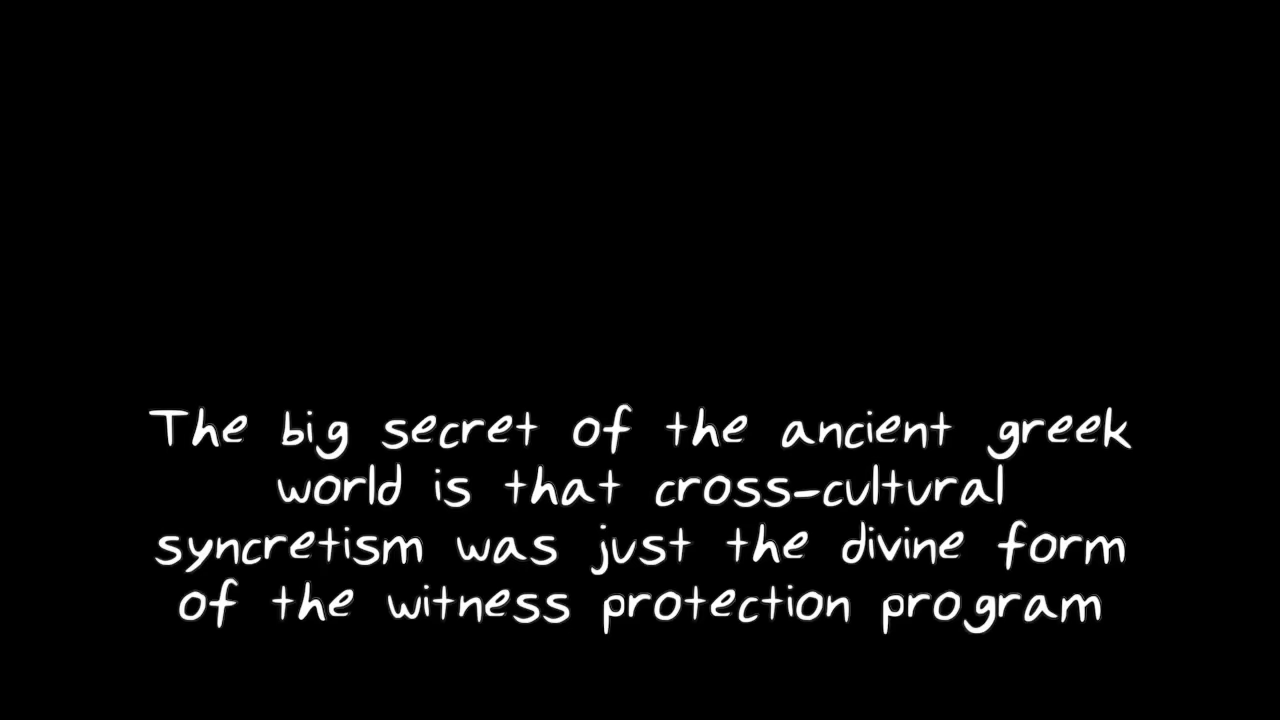 The big secret of the ancient greek
world is that cross-cultural
syncretism was just the divine form
of the witness protection program